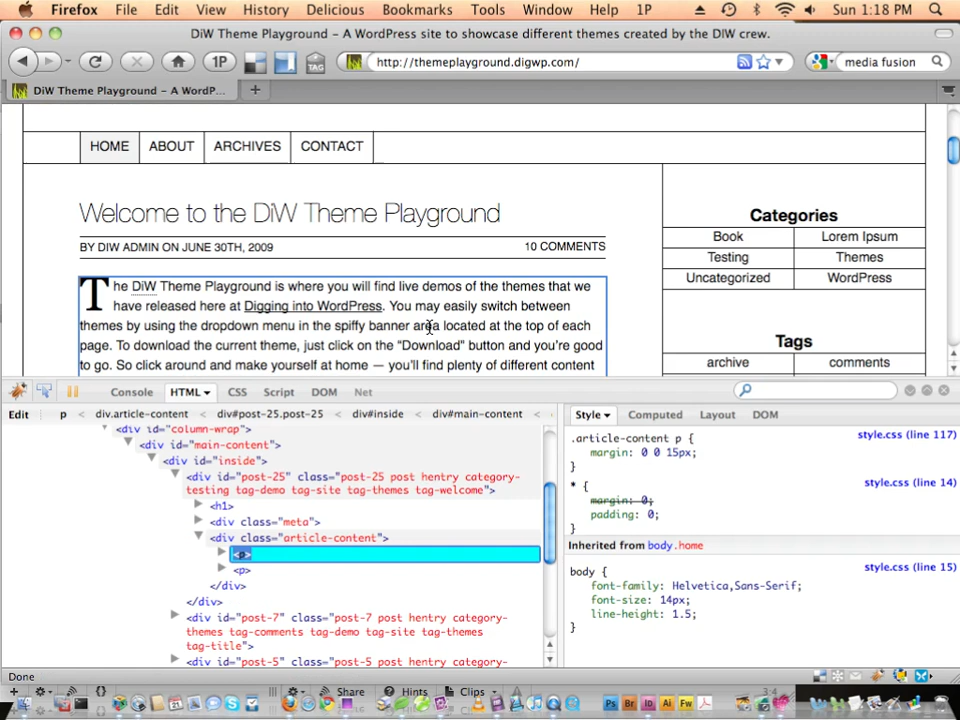 Firefox File Edit View History Delicious Bookmarks Tools Window Help 1P Sun 1:18 PM
DiW Theme Playground – A WordPress site to showcase different themes created by the DIW crew.
1P TAG http://themeplayground.digwp.com/ media fusion
DiW Theme Playground – A WordP...
HOME ABOUT ARCHIVES CONTACT
Welcome to the DiW Theme Playground
BY DIW ADMIN ON JUNE 30TH, 2009 10 COMMENTS
The DiW Theme Playground is where you will find live demos of the themes that we
have released here at Digging into WordPress. You may easily switch between
themes by using the dropdown menu in the spiffy banner area located at the top of each
page. To download the current theme, just click on the “Download” button and you’re good
to go. So click around and make yourself at home — you’ll find plenty of different content
Categories
Book Lorem Ipsum
Testing Themes
Uncategorized WordPress
Tags
archive comments
Console HTML CSS Script DOM Net
Edit p div.article-content div#post-25.post-25 div#inside div#main-content
<div id="column-wrap">
<div id="main-content">
<div id="inside">
<div id="post-25" class="post-25 post hentry category-
testing tag-demo tag-site tag-themes tag-welcome">
<h1>
<div class="meta">
<div class="article-content">
<p>
<p>
</div>
</div>
<div id="post-7" class="post-7 post hentry category-
themes tag-comments tag-demo tag-site tag-themes
tag-title">
<div id="post-5" class="post-5 post hentry category-
Style Computed Layout DOM
.article-content p { style.css (line 117)
margin: 0 0 15px;
}
* { style.css (line 14)
margin: 0;
padding: 0;
}
Inherited from body.home
body { style.css (line 15)
font-family: Helvetica,Sans-Serif;
font-size: 14px;
line-height: 1.5;
}
Done
Share Hints Clips
Ps Br Id Ai Fw